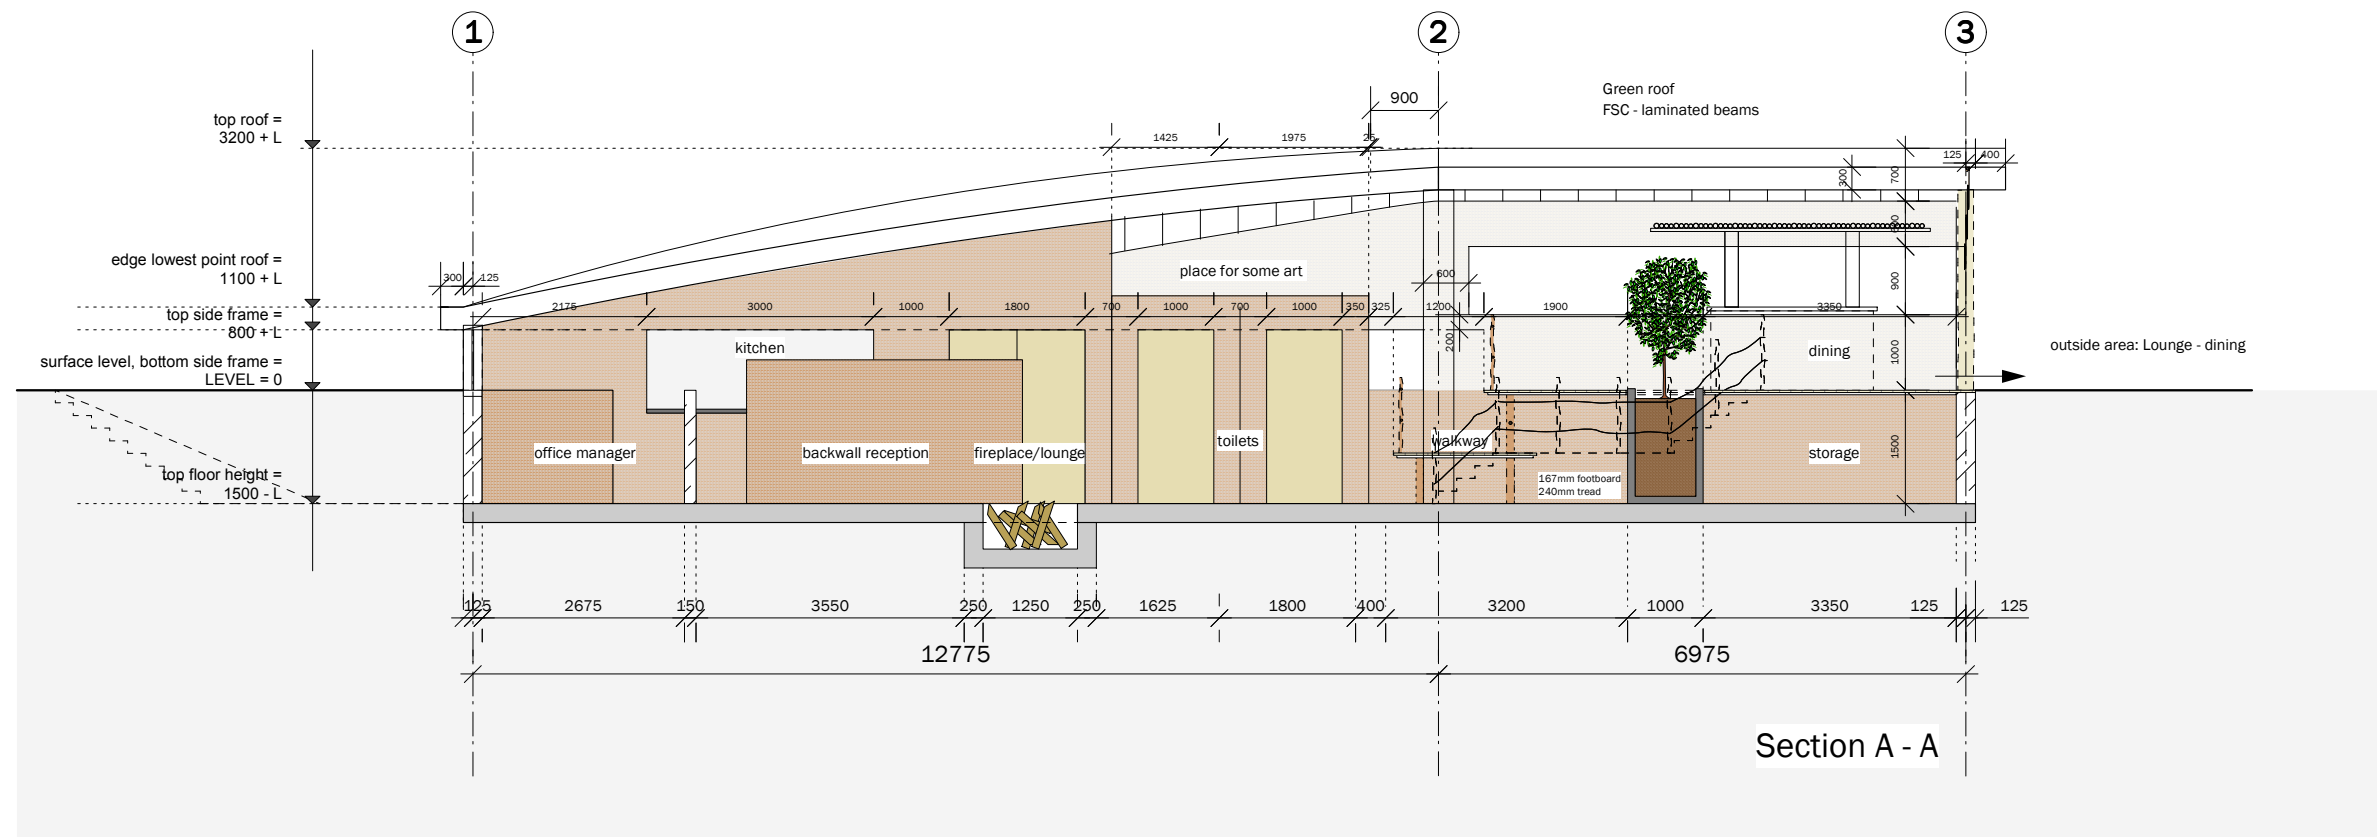 1
2
3
Green roof
FSC - laminated beams
900
top roof =
3200 + L
1425
1975
25
125
400
300
700
edge lowest point roof =
1100 + L
place for some art
300
125
600
900
top side frame =
800 + L
2175
3000
1000
1800
700
1000
700
1000
350
325
1200
1900
3350
200
kitchen
dining
1000
outside area: Lounge - dining
surface level, bottom side frame =
LEVEL = 0
office manager
backwall reception
fireplace/lounge
toilets
walkway
storage
1500
top floor height =
1500 - L
167mm footboard
240mm tread
125
2675
150
3550
250
1250
250
1625
1800
400
3200
1000
3350
125
125
12775
6975
Section A - A